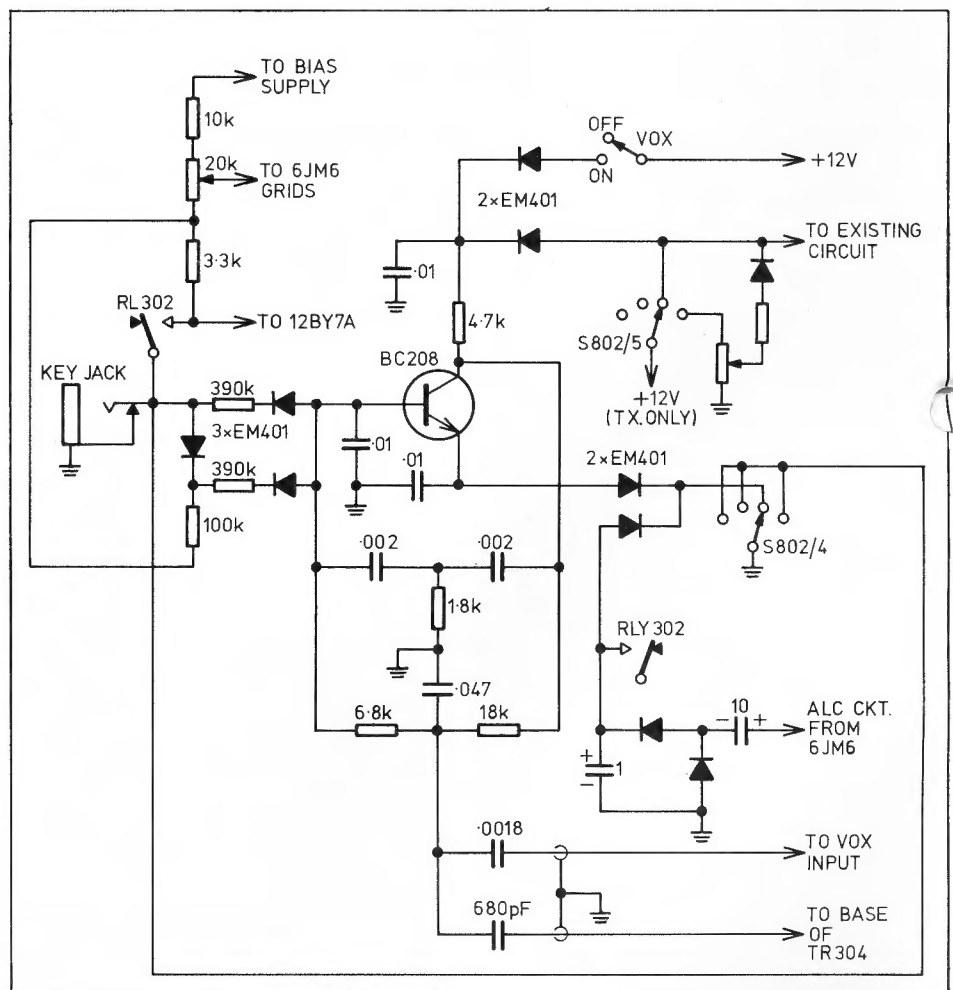 TO BIAS
SUPPLY
10k
20k
TO 6JM6
GRIDS
3·3k
RL302
TO 12BY7A
KEY JACK
390k
3×EM401
390k
100k
OFF
VOX
ON
+12V
2×EM401
TO EXISTING
CIRCUIT
·01
4·7k
S802/5
+12V
(TX.ONLY)
BC208
·01
·01
2×EM401
S802/4
·002
·002
1·8k
·047
6·8k
18k
RLY302
10
- +
ALC CKT.
FROM
6JM6
+
1
-
·0018
TO VOX
INPUT
680pF
TO BASE
OF
TR304